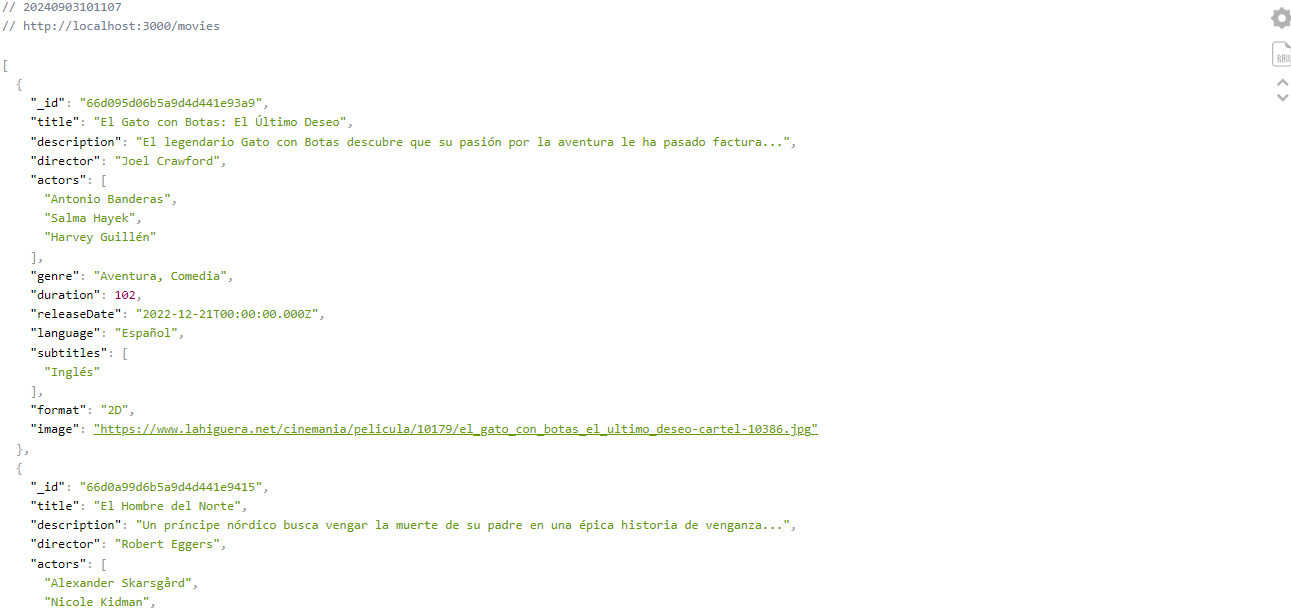 // 20240903101107
// http://localhost:3000/movies
[
{
"_id": "66d095d06b5a9d4d441e93a9",
"title": "El Gato con Botas: El Último Deseo",
"description": "El legendario Gato con Botas descubre que su pasión por la aventura le ha pasado factura...",
"director": "Joel Crawford",
"actors": [
"Antonio Banderas",
"Salma Hayek",
"Harvey Guillén"
],
"genre": "Aventura, Comedia",
"duration": 102,
"releaseDate": "2022-12-21T00:00:00.000Z",
"language": "Español",
"subtitles": [
"Inglés"
],
"format": "2D",
"image": "https://www.lahiguera.net/cinemania/pelicula/10179/el_gato_con_botas_el_ultimo_deseo-cartel-10386.jpg"
},
{
"_id": "66d0a99d6b5a9d4d441e9415",
"title": "El Hombre del Norte",
"description": "Un príncipe nórdico busca vengar la muerte de su padre en una épica historia de venganza...",
"director": "Robert Eggers",
"actors": [
"Alexander Skarsgård",
"Nicole Kidman",
RAW